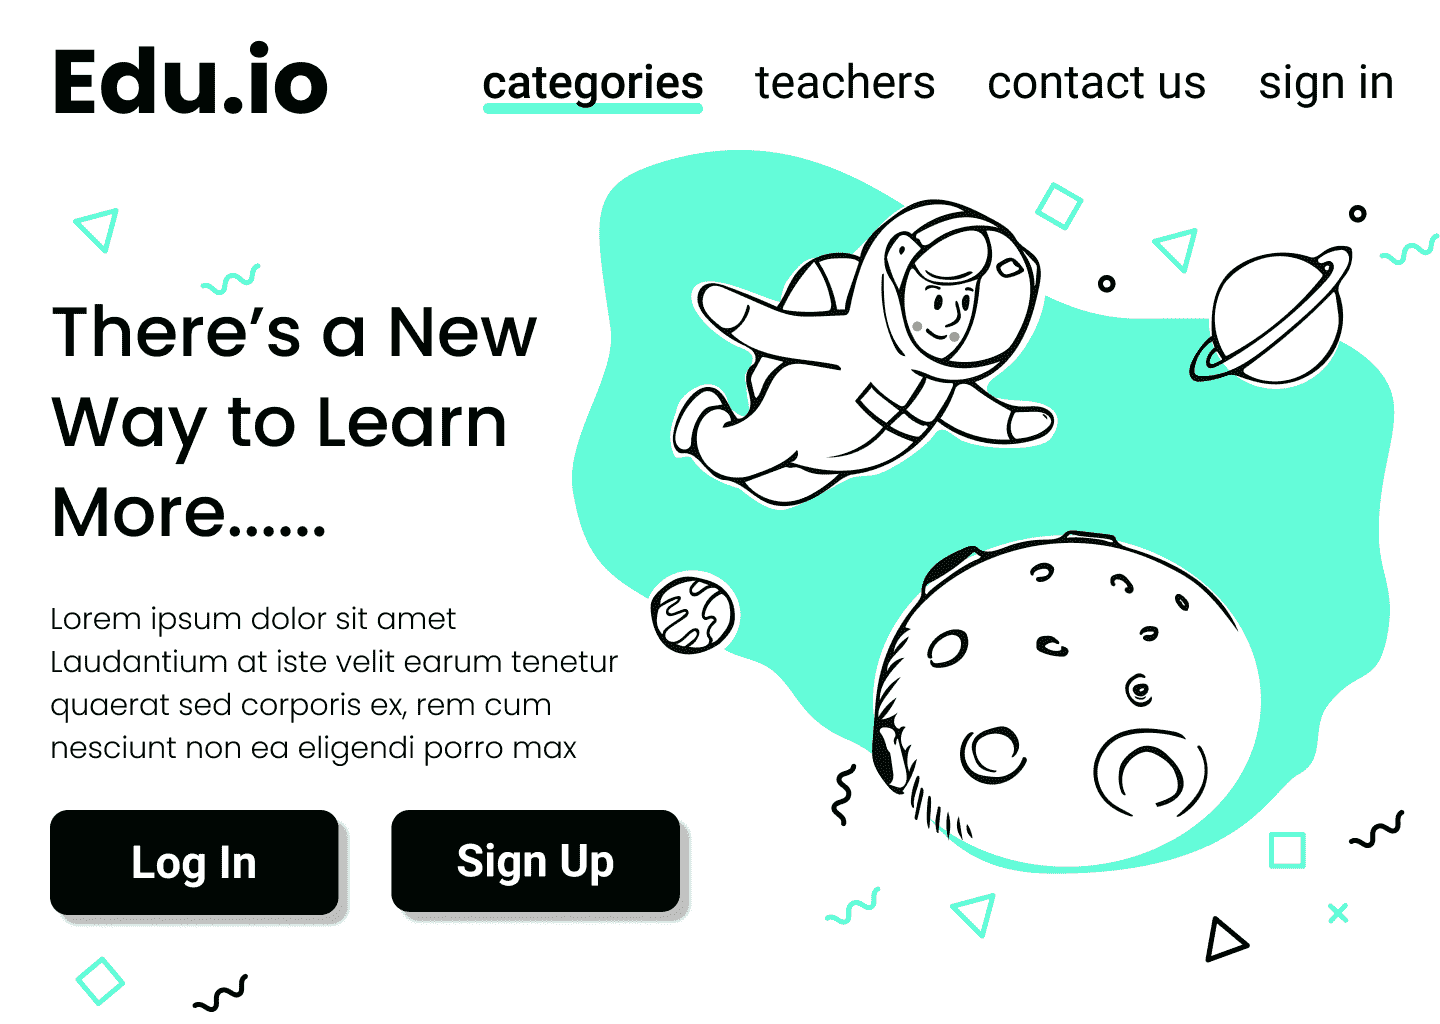 Edu.io
categories teachers contact us sign in
There’s a New
Way to Learn
More......
Lorem ipsum dolor sit amet
Laudantium at iste velit earum tenetur
quaerat sed corporis ex, rem cum
nesciunt non ea eligendi porro max
Log In
Sign Up